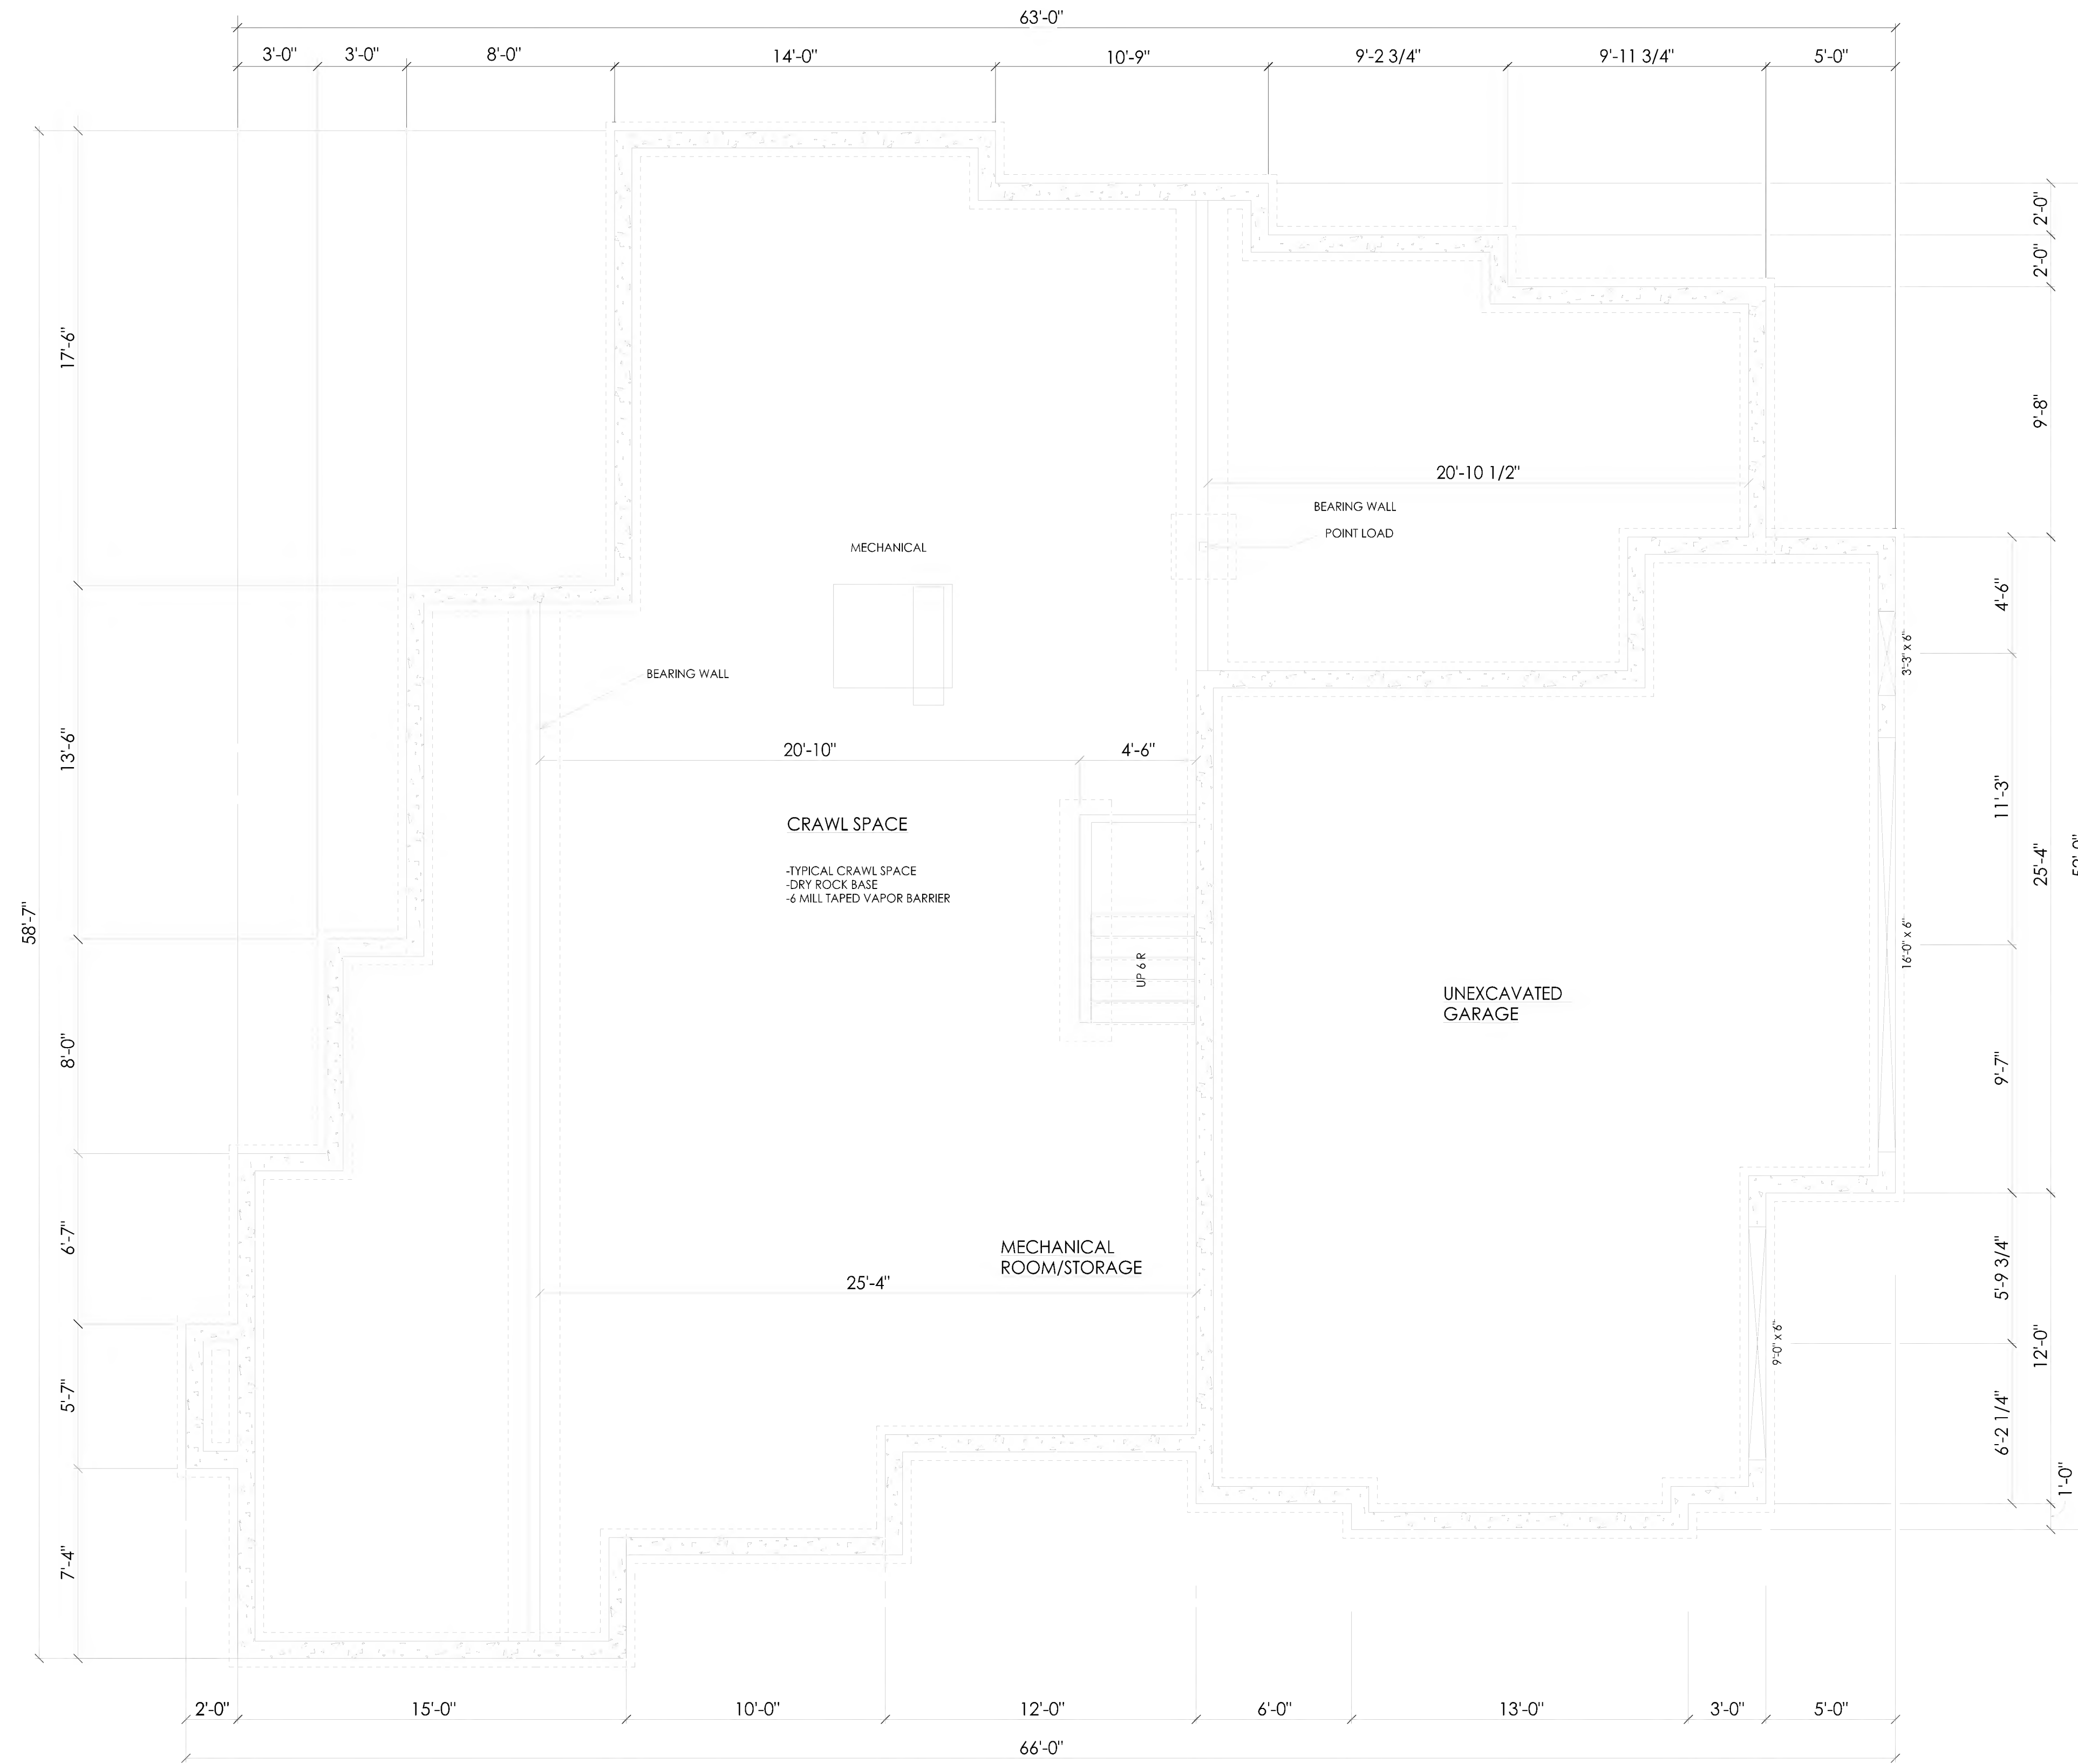 63'-0"
3'-0"
3'-0"
8'-0"
14'-0"
10'-9"
9'-2 3/4"
9'-11 3/4"
5'-0"
2'-0"
2'-0"
17'-6"
9'-8"
20'-10 1/2"
BEARING WALL
POINT LOAD
MECHANICAL
4'-6"
3'-3" x 6"
BEARING WALL
13'-6"
20'-10"
4'-6"
11'-3"
CRAWL SPACE
25'-4"
-TYPICAL CRAWL SPACE
-DRY ROCK BASE
-6 MILL TAPED VAPOR BARRIER
58'-7"
16'-0" x 6"
UP 6 R
UNEXCAVATED
GARAGE
8'-0"
9'-7"
6'-7"
MECHANICAL
ROOM/STORAGE
5'-9 3/4"
25'-4"
9'-0" x 6"
12'-0"
5'-7"
6'-2 1/4"
1'-0"
7'-4"
2'-0"
15'-0"
10'-0"
12'-0"
6'-0"
13'-0"
3'-0"
5'-0"
66'-0"